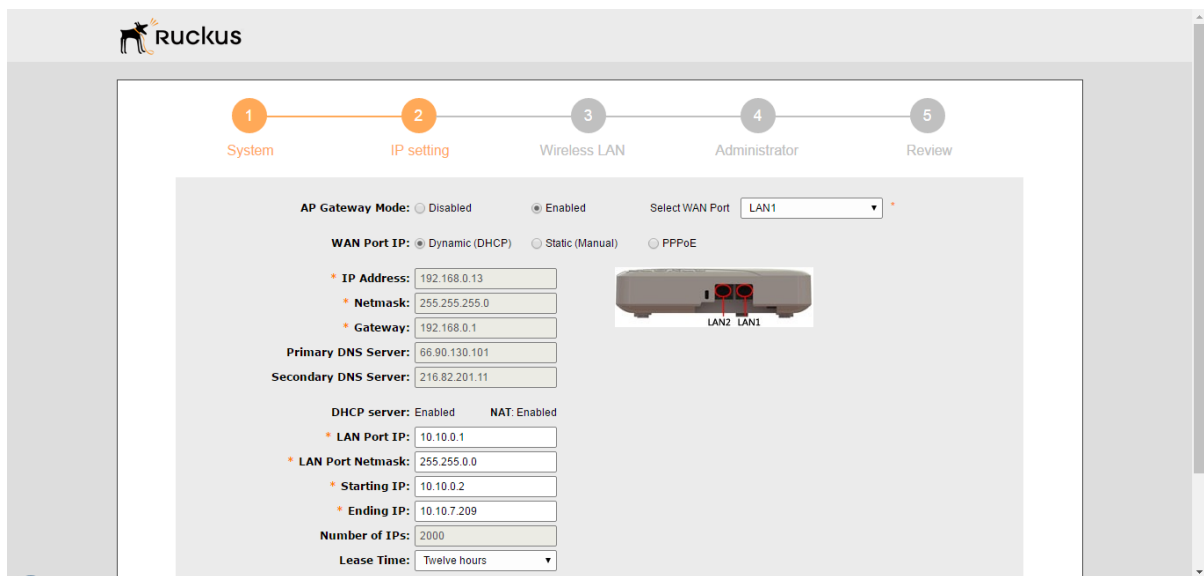 Ruckus
1 2 3 4 5
System IP setting Wireless LAN Administrator Review
AP Gateway Mode: Disabled Enabled Select WAN Port LAN1 *
WAN Port IP: Dynamic (DHCP) Static (Manual) PPPoE
* IP Address: 192.168.0.13
* Netmask: 255.255.255.0
* Gateway: 192.168.0.1
LAN2 LAN1
Primary DNS Server: 66.90.130.101
Secondary DNS Server: 216.82.201.11
DHCP server: Enabled NAT: Enabled
* LAN Port IP: 10.10.0.1
* LAN Port Netmask: 255.255.0.0
* Starting IP: 10.10.0.2
* Ending IP: 10.10.7.209
Number of IPs: 2000
Lease Time: Twelve hours